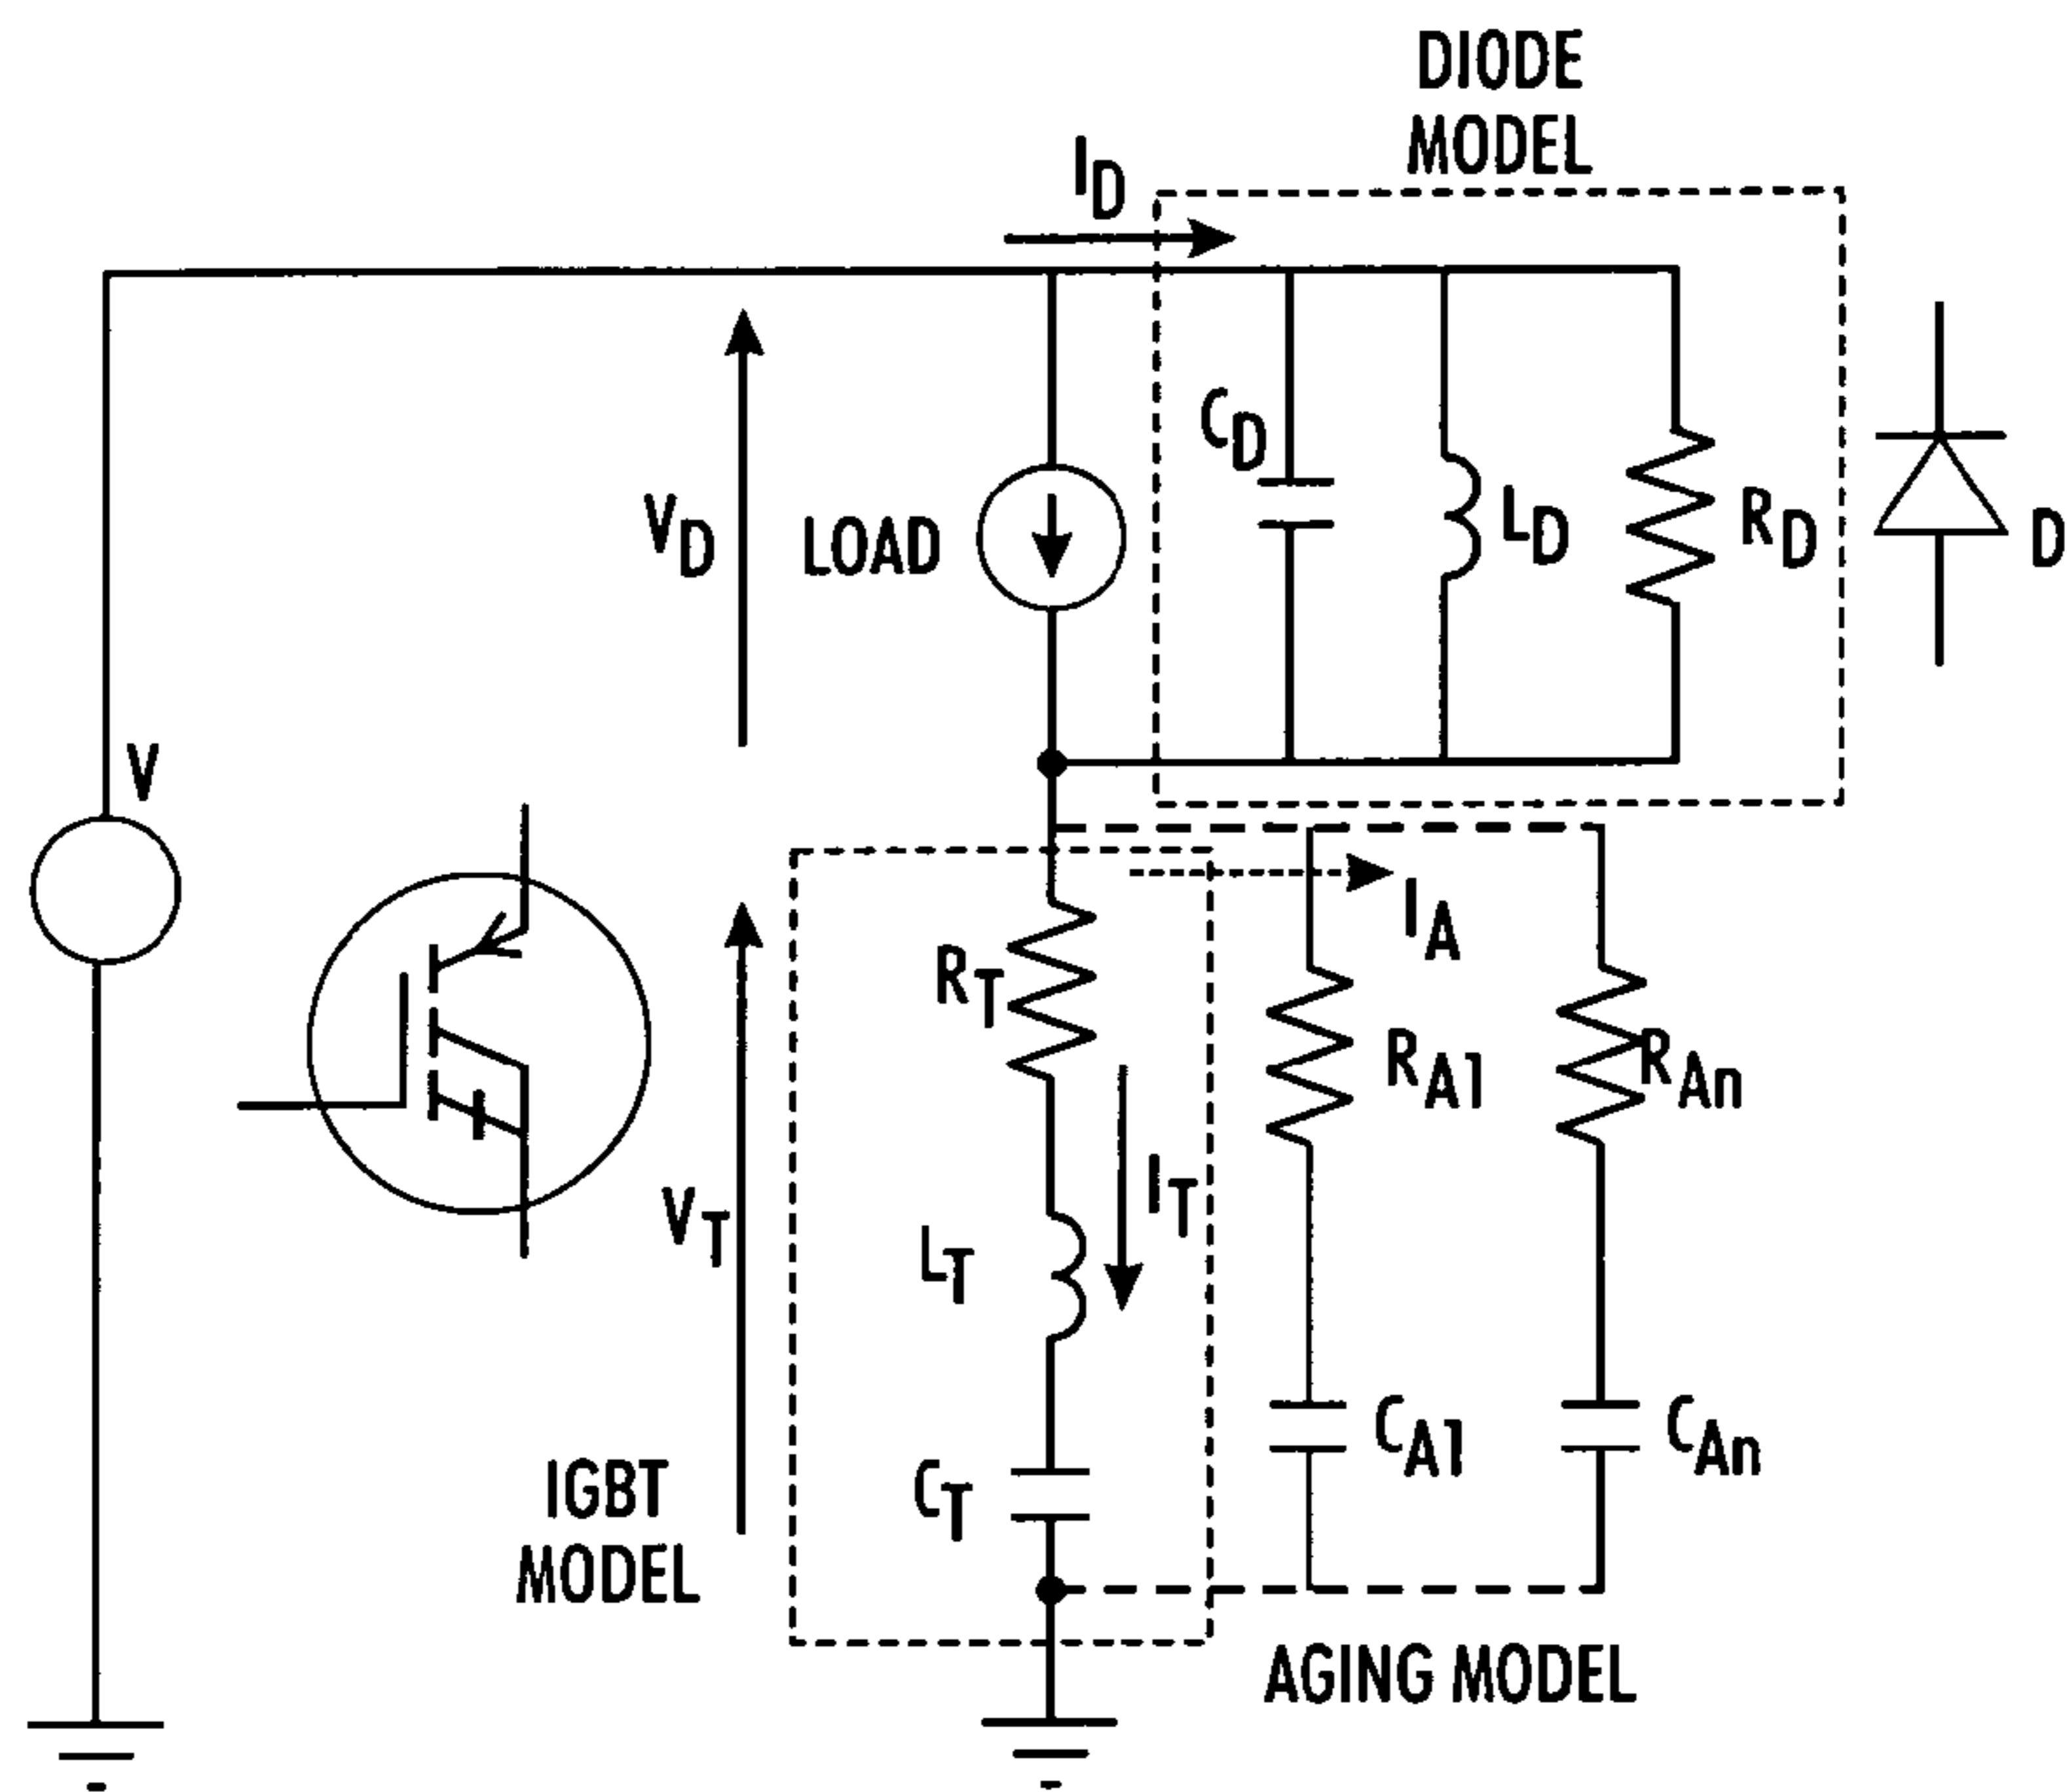 DIODE
MODEL
I_D
C_D
V_D
LOAD
L_D
R_D
D
V
I_A
R_T
R_A1
R_An
I_T
V_T
L_T
C_A1
C_An
C_T
IGBT
MODEL
AGING MODEL